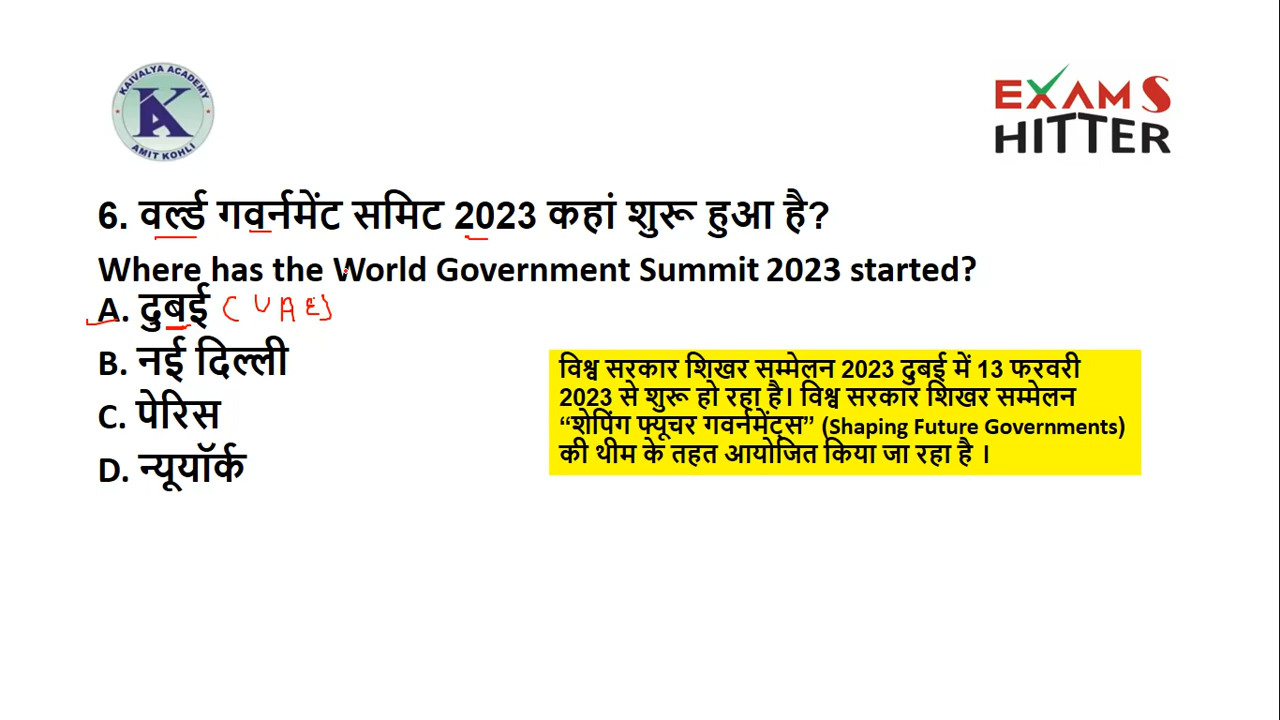 KAIVALYA ACADEMY
KA
AMIT KOHLI
EXAMS
HITTER
6. वर्ल्ड गवर्नमेंट समिट 2023 कहां शुरू हुआ है?
Where has the World Government Summit 2023 started?
A. दुबई (UAE)
B. नई दिल्ली
C. पेरिस
D. न्यूयॉर्क
विश्व सरकार शिखर सम्मेलन 2023 दुबई में 13 फरवरी
2023 से शुरू हो रहा है। विश्व सरकार शिखर सम्मेलन
“शेपिंग फ्यूचर गवर्नमेंट्स” (Shaping Future Governments)
की थीम के तहत आयोजित किया जा रहा है ।